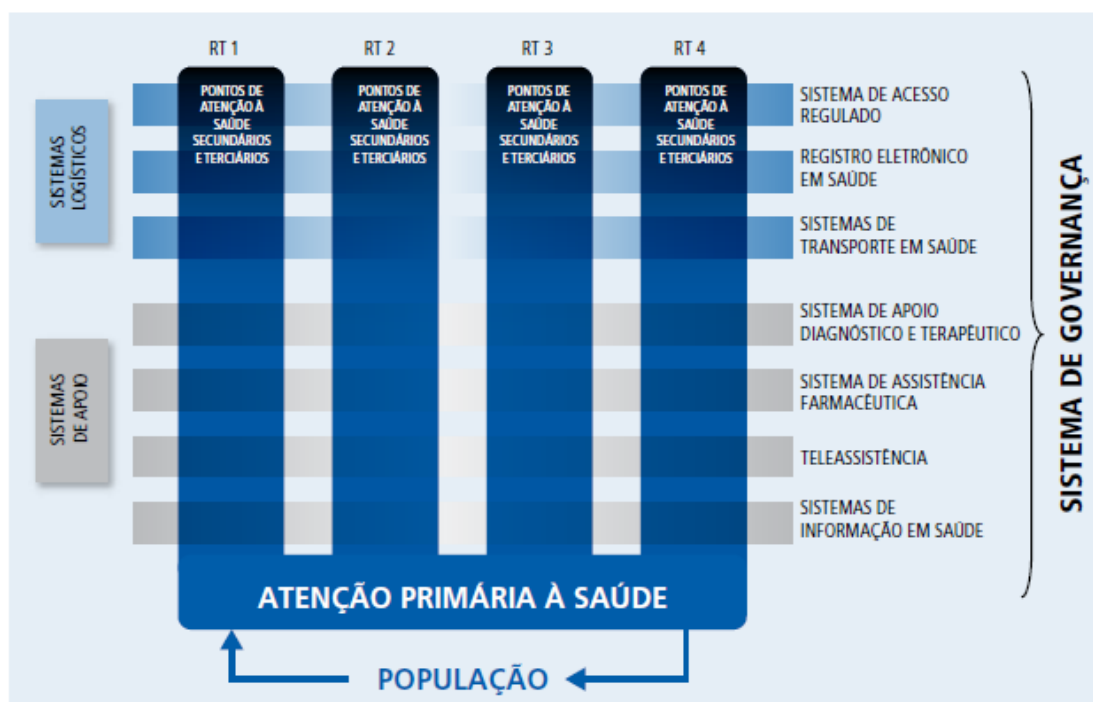 RT 1
RT 2
RT 3
RT 4
PONTOS DE
ATENÇÃO À
SAÚDE
SECUNDÁRIOS
E TERCIÁRIOS
PONTOS DE
ATENÇÃO À
SAÚDE
SECUNDÁRIOS
E TERCIÁRIOS
PONTOS DE
ATENÇÃO À
SAÚDE
SECUNDÁRIOS
E TERCIÁRIOS
PONTOS DE
ATENÇÃO À
SAÚDE
SECUNDÁRIOS
E TERCIÁRIOS
SISTEMAS
LOGÍSTICOS
SISTEMA DE ACESSO
REGULADO
REGISTRO ELETRÔNICO
EM SAÚDE
SISTEMAS DE
TRANSPORTE EM SAÚDE
SISTEMAS
DE APOIO
SISTEMA DE APOIO
DIAGNÓSTICO E TERAPÊUTICO
SISTEMA DE ASSISTÊNCIA
FARMACÊUTICA
TELEASSISTÊNCIA
SISTEMAS DE
INFORMAÇÃO EM SAÚDE
SISTEMA DE GOVERNANÇA
ATENÇÃO PRIMÁRIA À SAÚDE
POPULAÇÃO